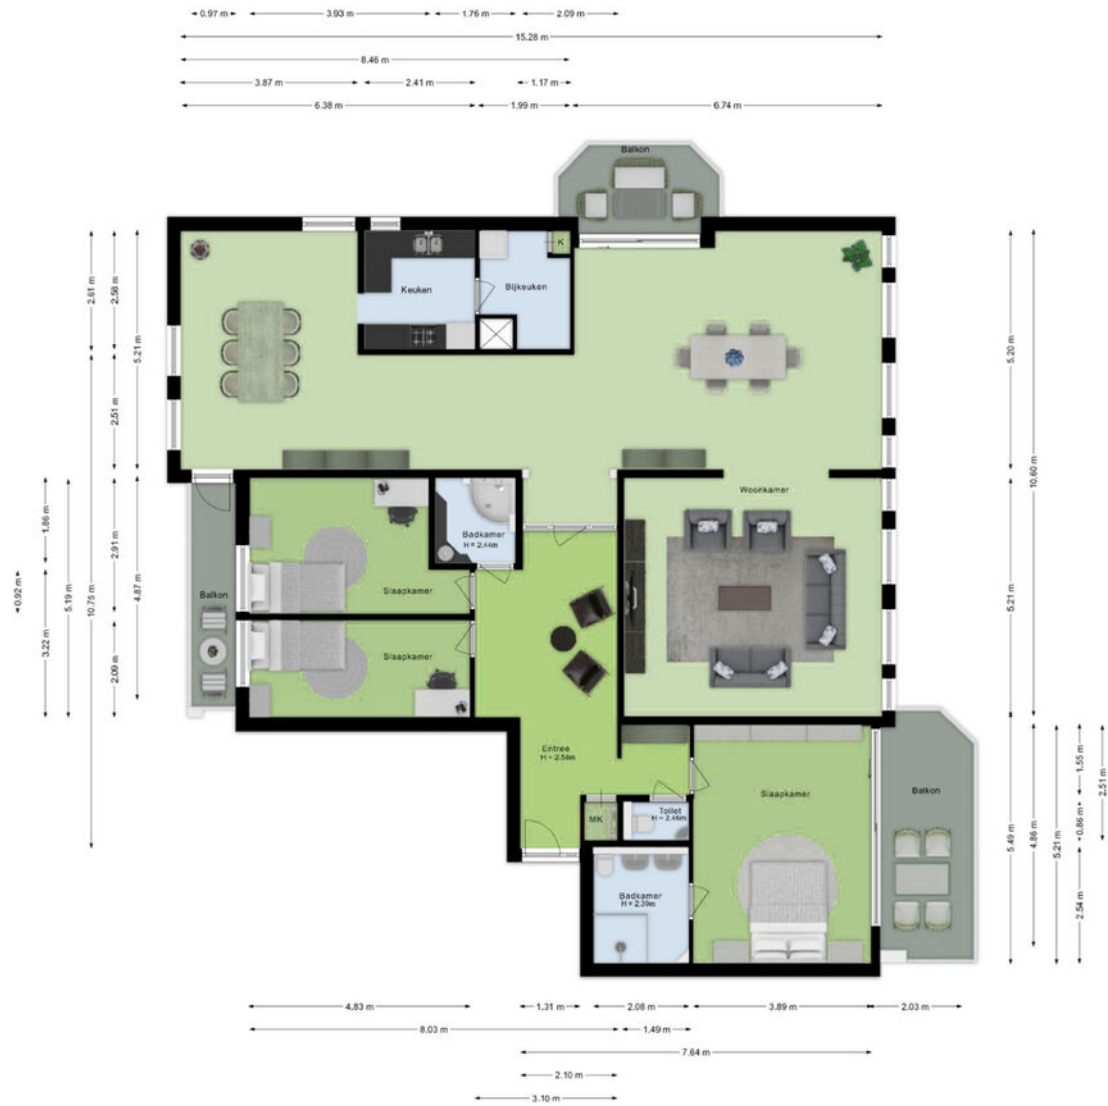 0.97 m
3.93 m
1.76 m
2.09 m
15.28 m
8.46 m
3.87 m
2.41 m
1.17 m
6.38 m
1.99 m
6.74 m
Balkon
K
Keuken
Bijkeuken
2.61 m
2.58 m
5.21 m
2.51 m
5.20 m
10.60 m
Woonkamer
Badkamer
H = 2.44m
Slaapkamer
Balkon
Slaapkamer
1.86 m
0.92 m
3.22 m
5.19 m
10.75 m
2.91 m
2.09 m
4.87 m
5.21 m
Entree
H = 2.56m
Slaapkamer
Balkon
MK
Toilet
H = 2.46m
Badkamer
H = 2.39m
5.49 m
4.86 m
5.21 m
1.55 m
0.86 m
2.54 m
2.51 m
4.83 m
1.31 m
2.08 m
3.89 m
2.03 m
8.03 m
1.49 m
7.64 m
2.10 m
3.10 m